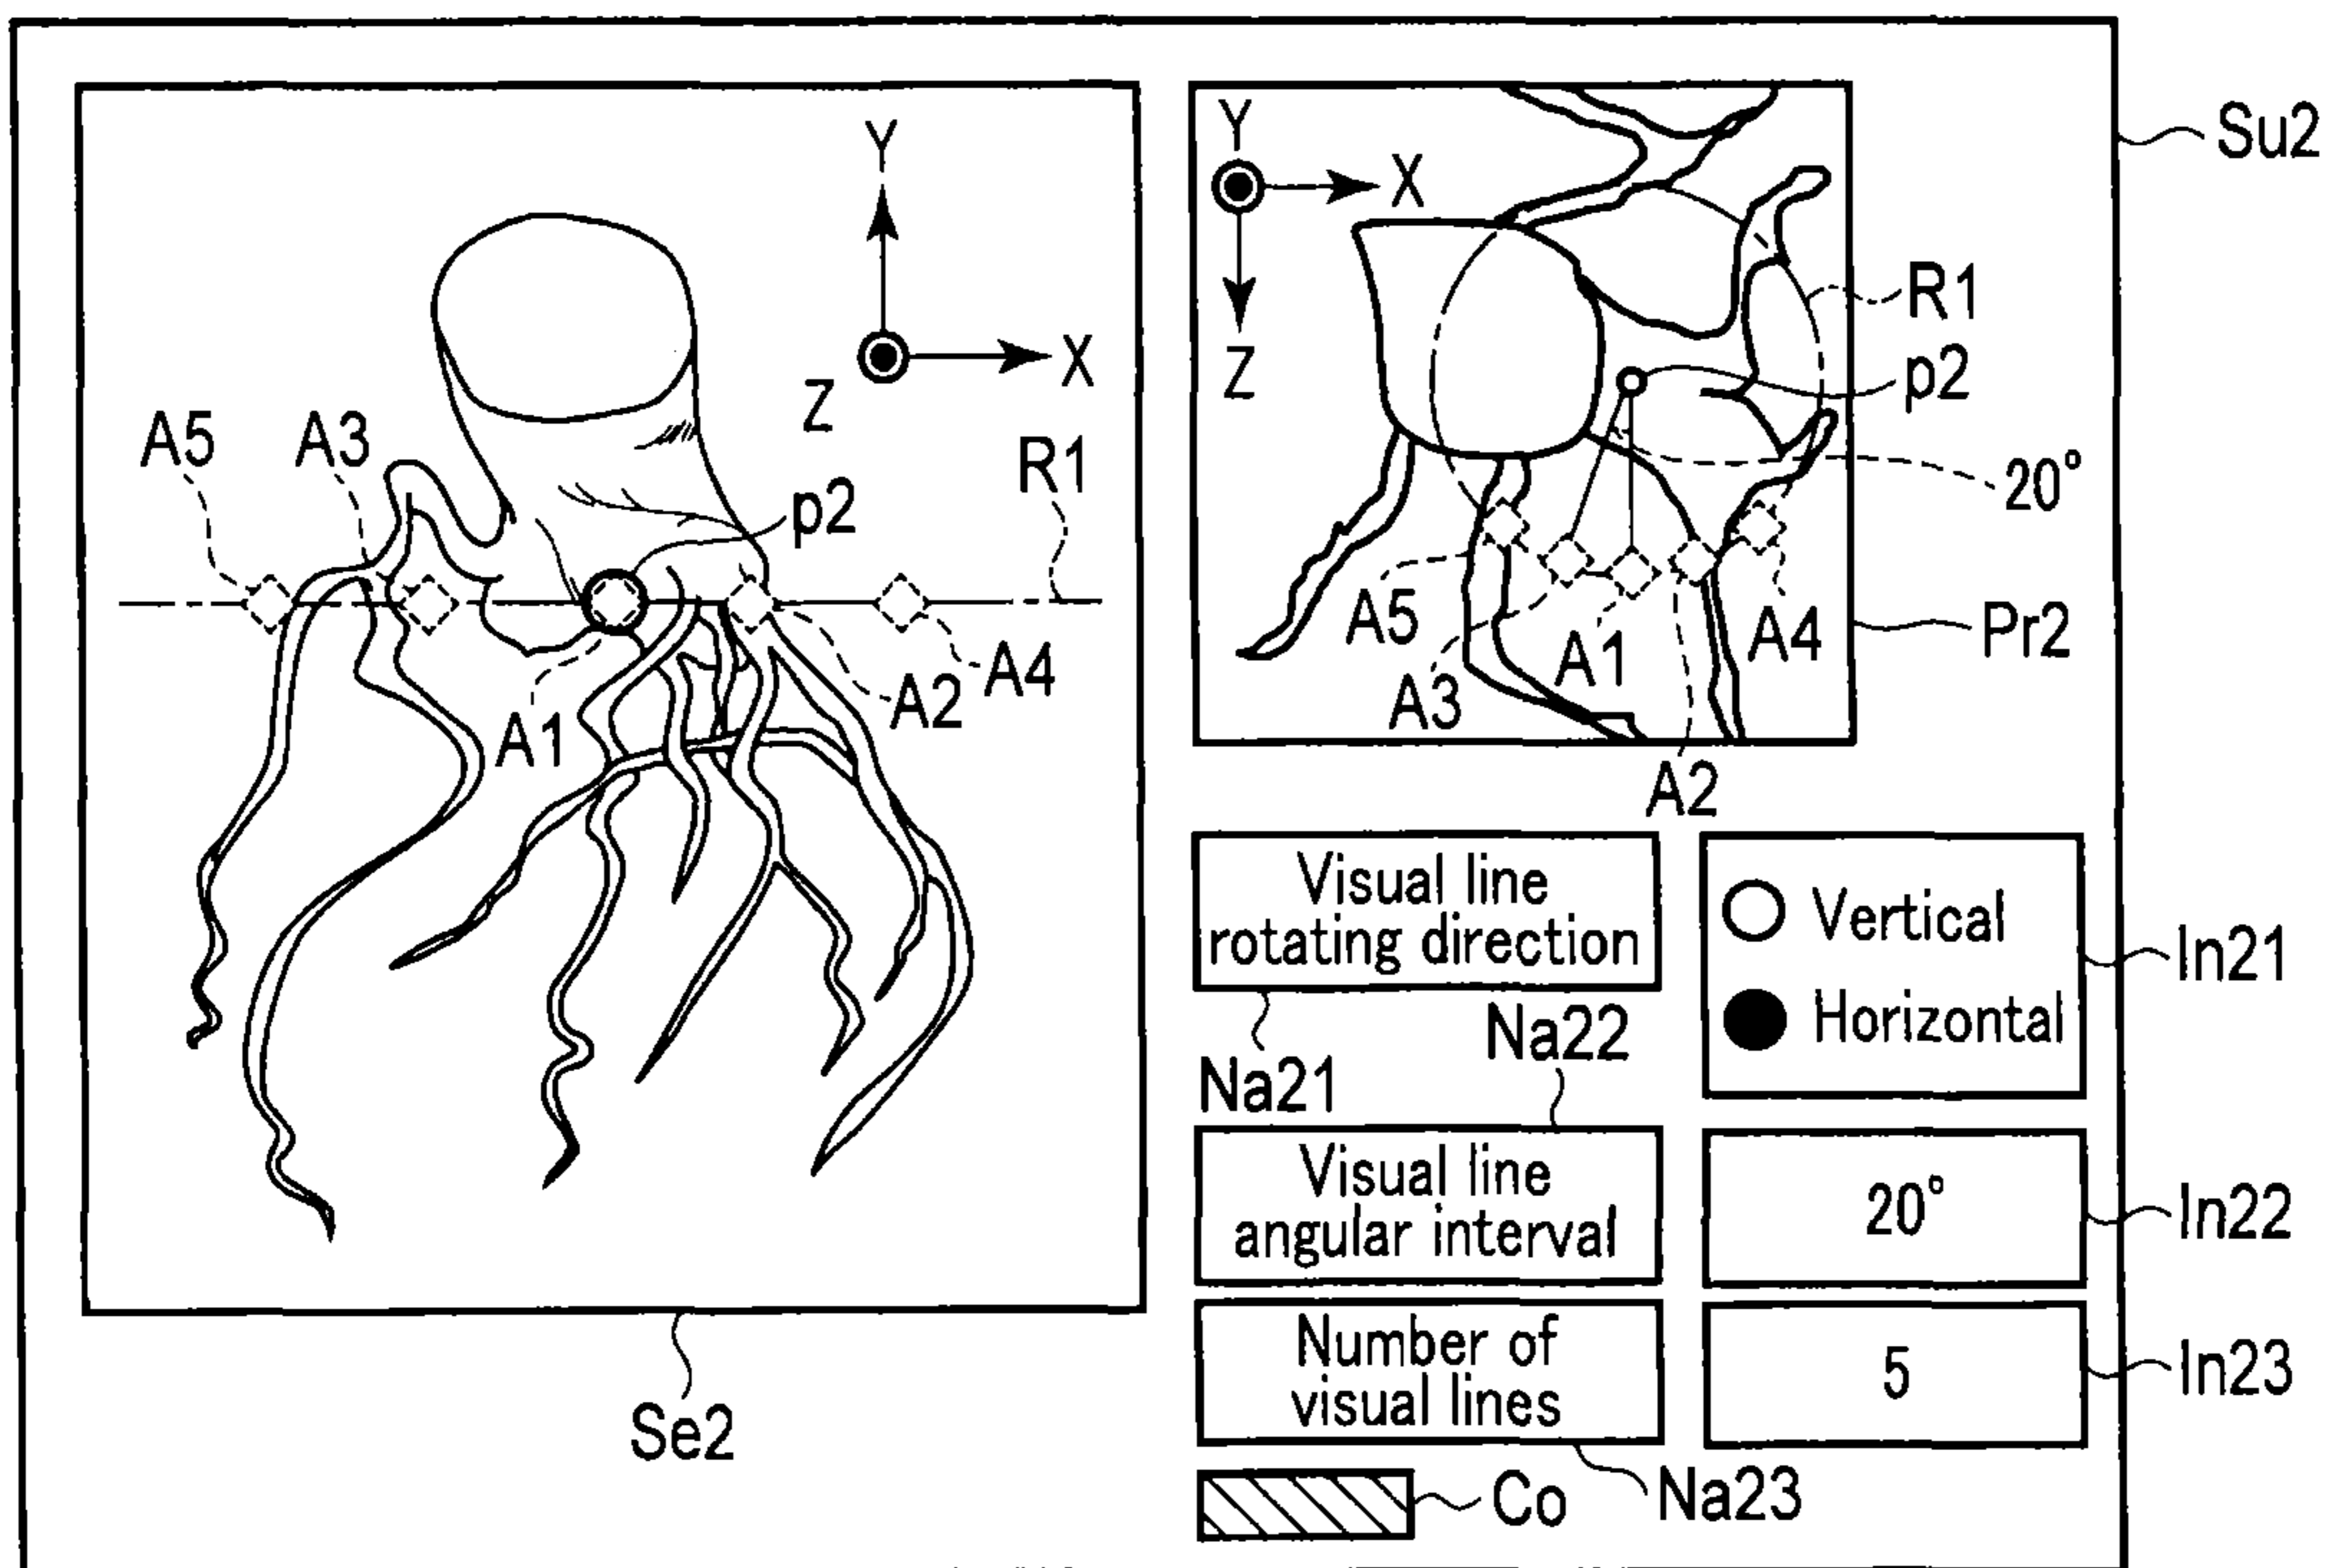 Y
X
Z
A5
A3
p2
R1
A1
A2
A4
Se2
Y
X
Z
Su2
R1
p2
20°
A5
A3
A1
A4
A2
Pr2
Visual line
rotating direction
Na21
Vertical
Horizontal
In21
Na22
Visual line
angular interval
20°
In22
Number of
visual lines
5
In23
Na23
Co